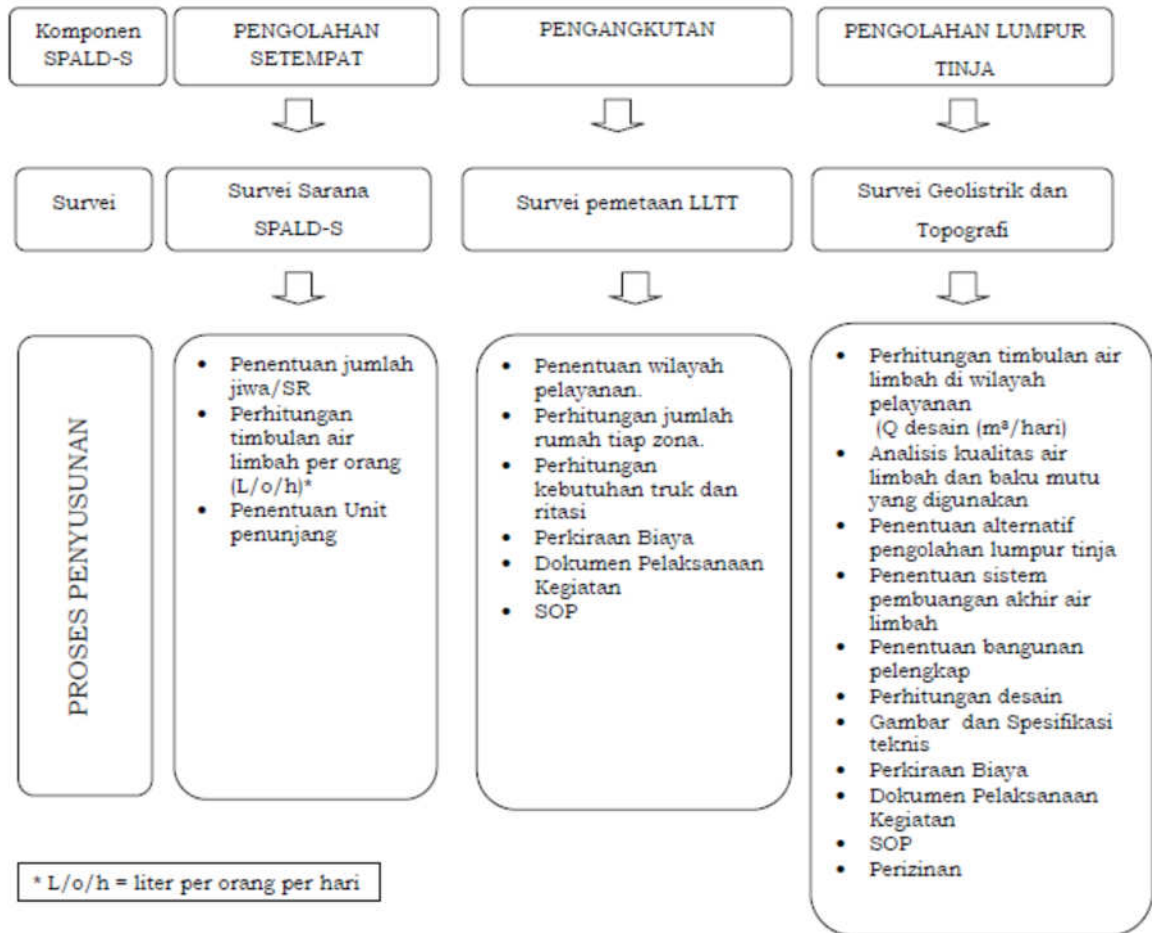 Komponen
SPALD-S
PENGOLAHAN
SETEMPAT
PENGANGKUTAN
PENGOLAHAN LUMPUR
TINJA
Survei
Survei Sarana
SPALD-S
Survei pemetaan LLTT
Survei Geolistrik dan
Topografi
PROSES PENYUSUNAN
• Penentuan jumlah
jiwa/SR
• Perhitungan
timbulan air
limbah per orang
(L/o/h)*
• Penentuan Unit
penunjang
• Penentuan wilayah
pelayanan.
• Perhitungan jumlah
rumah tiap zona.
• Perhitungan
kebutuhan truk dan
ritasi
• Perkiraan Biaya
• Dokumen Pelaksanaan
Kegiatan
• SOP
• Perhitungan timbulan air
limbah di wilayah
pelayanan
(Q desain (m³/hari)
• Analisis kualitas air
limbah dan baku mutu
yang digunakan
• Penentuan alternatif
pengolahan lumpur tinja
• Penentuan sistem
pembuangan akhir air
limbah
• Penentuan bangunan
pelengkap
• Perhitungan desain
• Gambar dan Spesifikasi
teknis
• Perkiraan Biaya
• Dokumen Pelaksanaan
Kegiatan
• SOP
• Perizinan
* L/o/h = liter per orang per hari